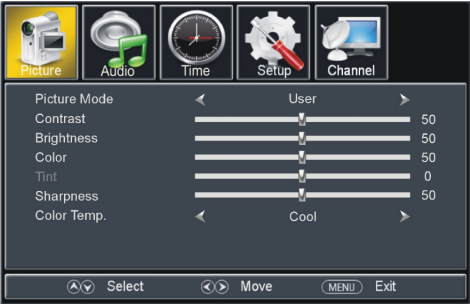 Picture Audio Time Setup Channel
Picture Mode User
Contrast 50
Brightness 50
Color 50
Tint 0
Sharpness 50
Color Temp. Cool
Select Move MENU Exit